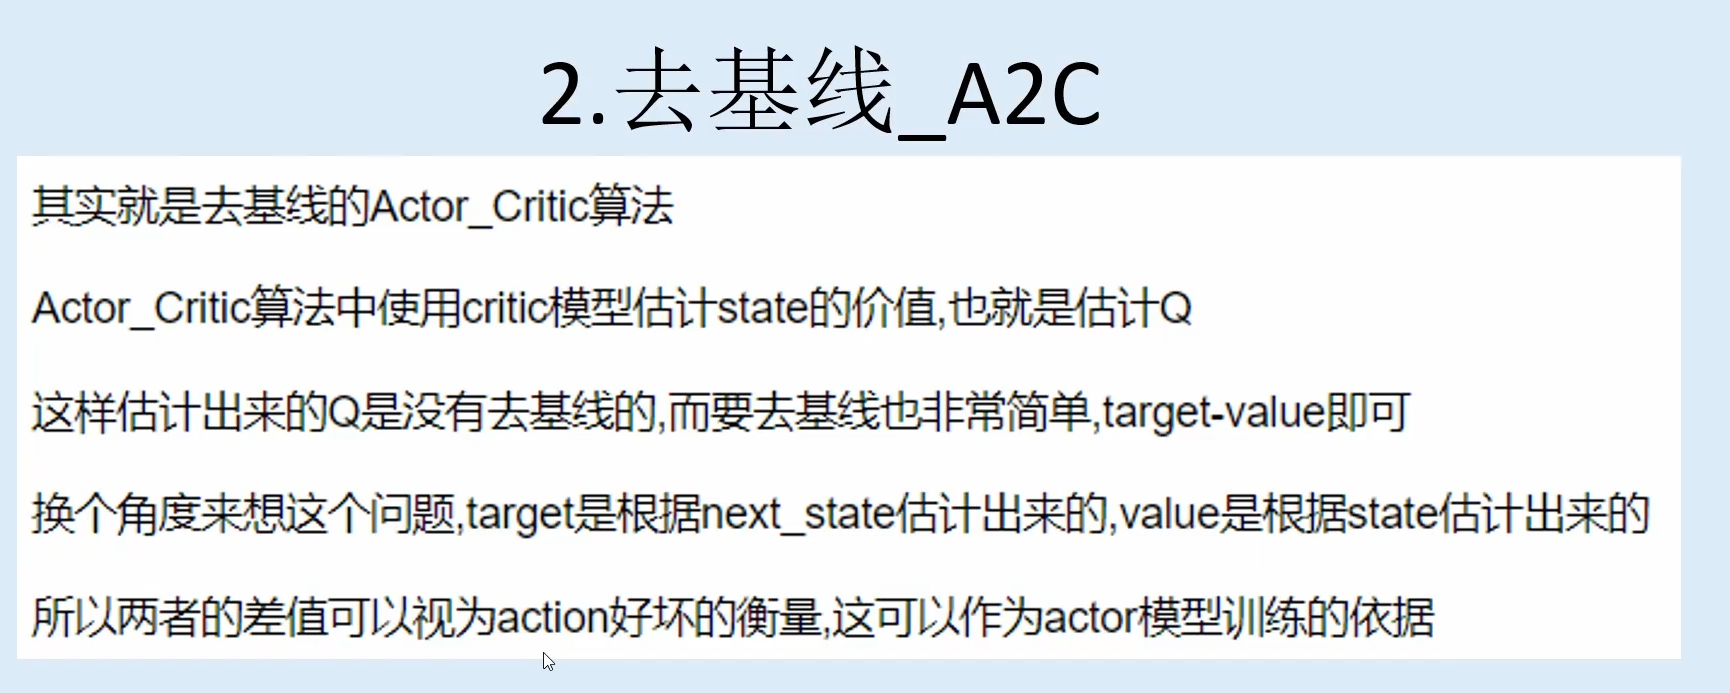 2.去基线_A2C
其实就是去基线的Actor_Critic算法
Actor_Critic算法中使用critic模型估计state的价值,也就是估计Q
这样估计出来的Q是没有去基线的,而要去基线也非常简单,target-value即可
换个角度来想这个问题,target是根据next_state估计出来的,value是根据state估计出来的
所以两者的差值可以视为action好坏的衡量,这可以作为actor模型训练的依据